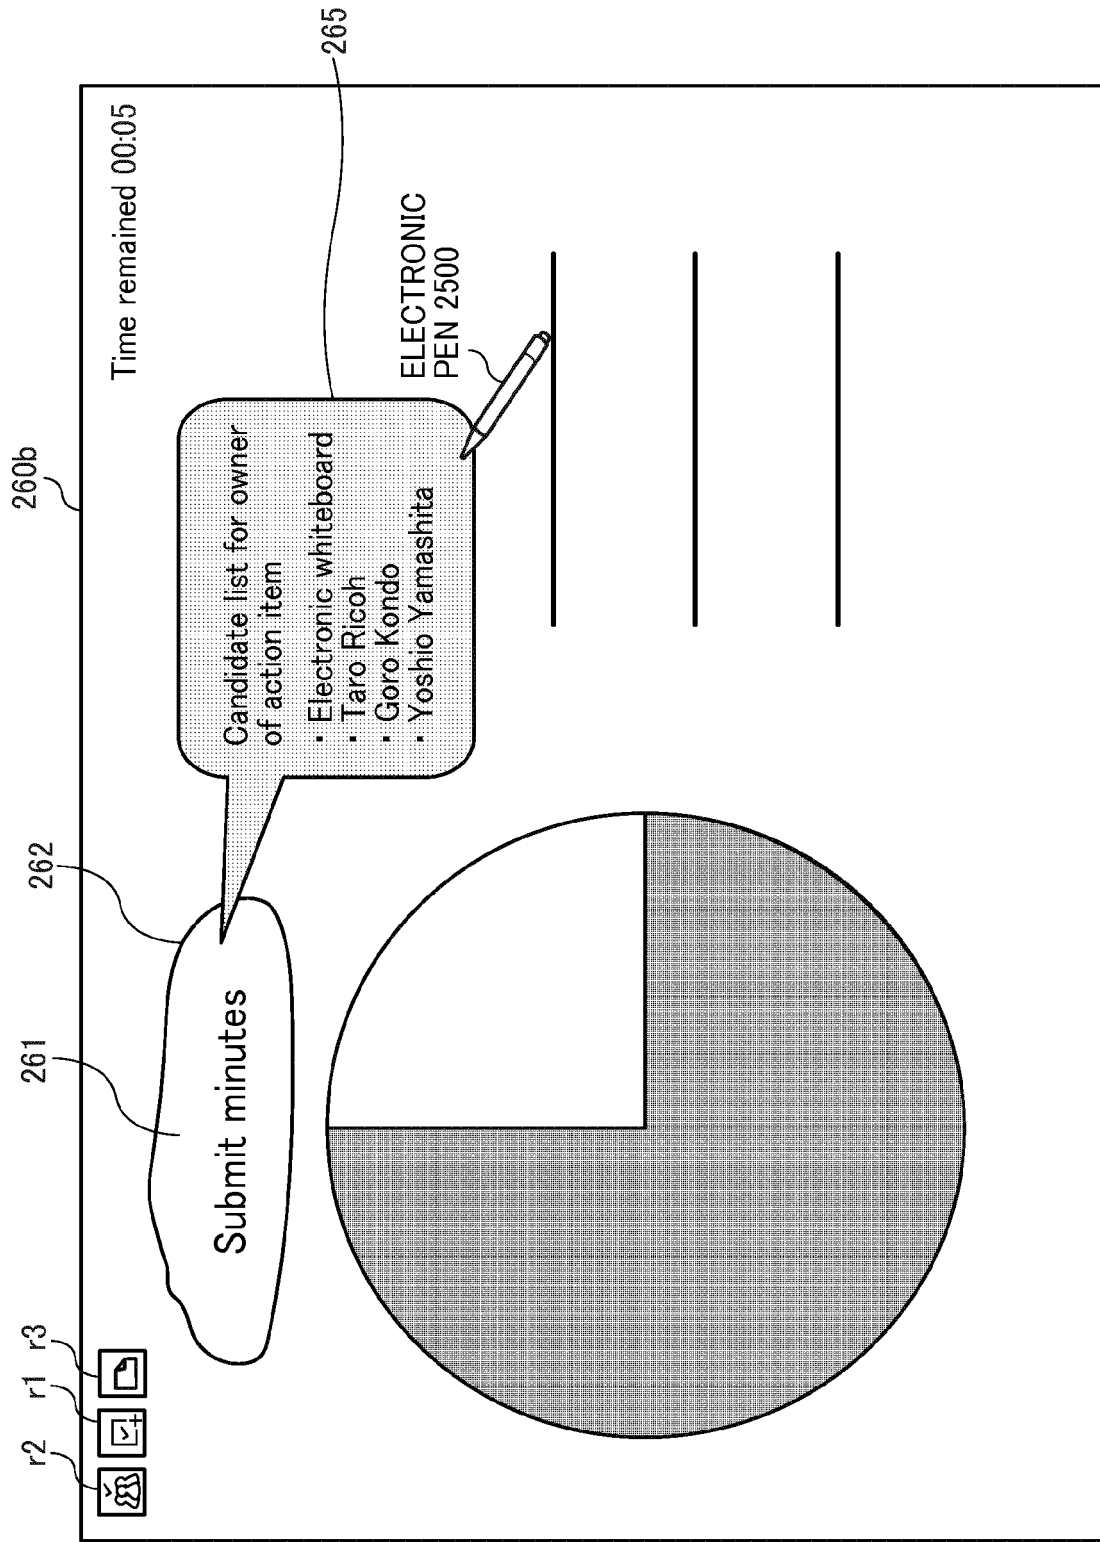 260b
265
Time remained 00:05
r2
r1
r3
261
262
Submit minutes
Candidate list for owner
of action item
・Electronic whiteboard
・Taro Ricoh
・Goro Kondo
・Yoshio Yamashita
ELECTRONIC
PEN 2500